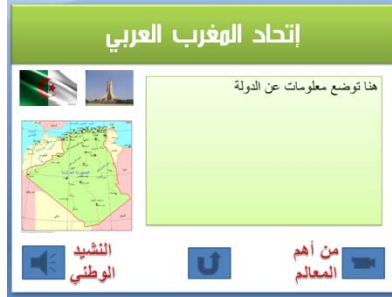 إتحاد المغرب العربي
هنا توضع معلومات عن الدولة
من أهم
المعالم
النشيد
الوطني